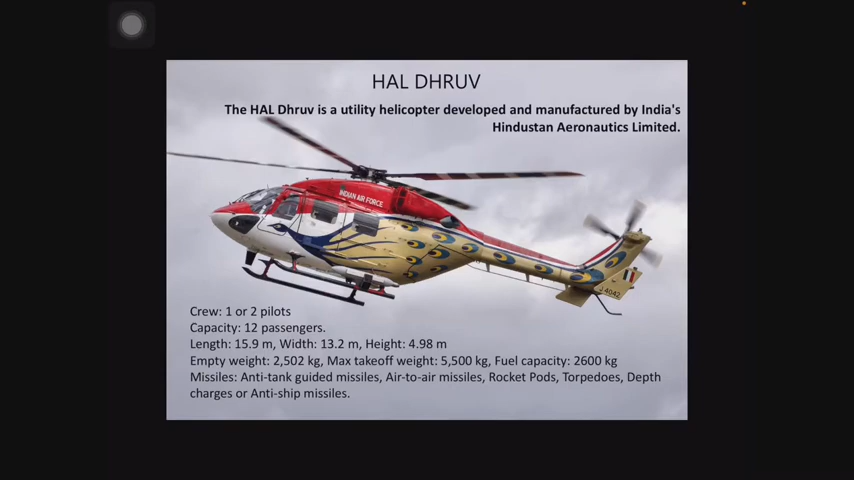 HAL DHRUV
The HAL Dhruv is a utility helicopter developed and manufactured by India's
Hindustan Aeronautics Limited.
INDIAN AIR FORCE
J 4042
Crew: 1 or 2 pilots
Capacity: 12 passengers.
Length: 15.9 m, Width: 13.2 m, Height: 4.98 m
Empty weight: 2,502 kg, Max takeoff weight: 5,500 kg, Fuel capacity: 2600 kg
Missiles: Anti-tank guided missiles, Air-to-air missiles, Rocket Pods, Torpedoes, Depth
charges or Anti-ship missiles.